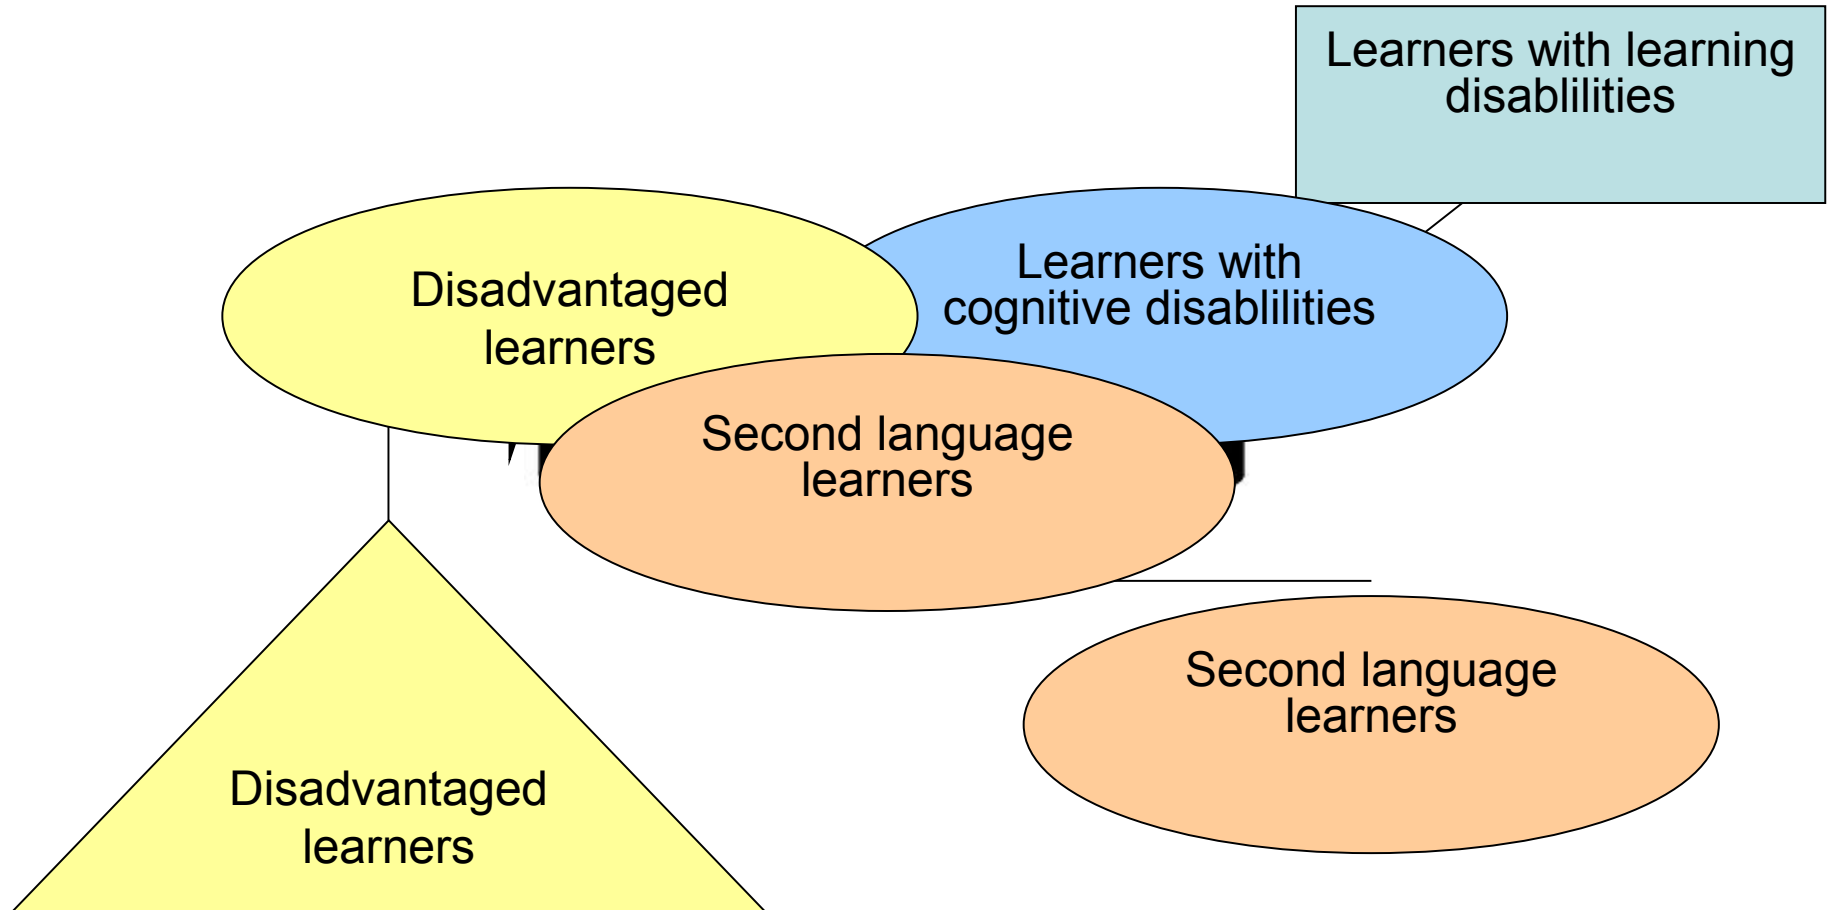 Learners with learning
disablilities
Learners with
cognitive disablilities
Disadvantaged
learners
Second language
learners
Second language
learners
Disadvantaged
learners